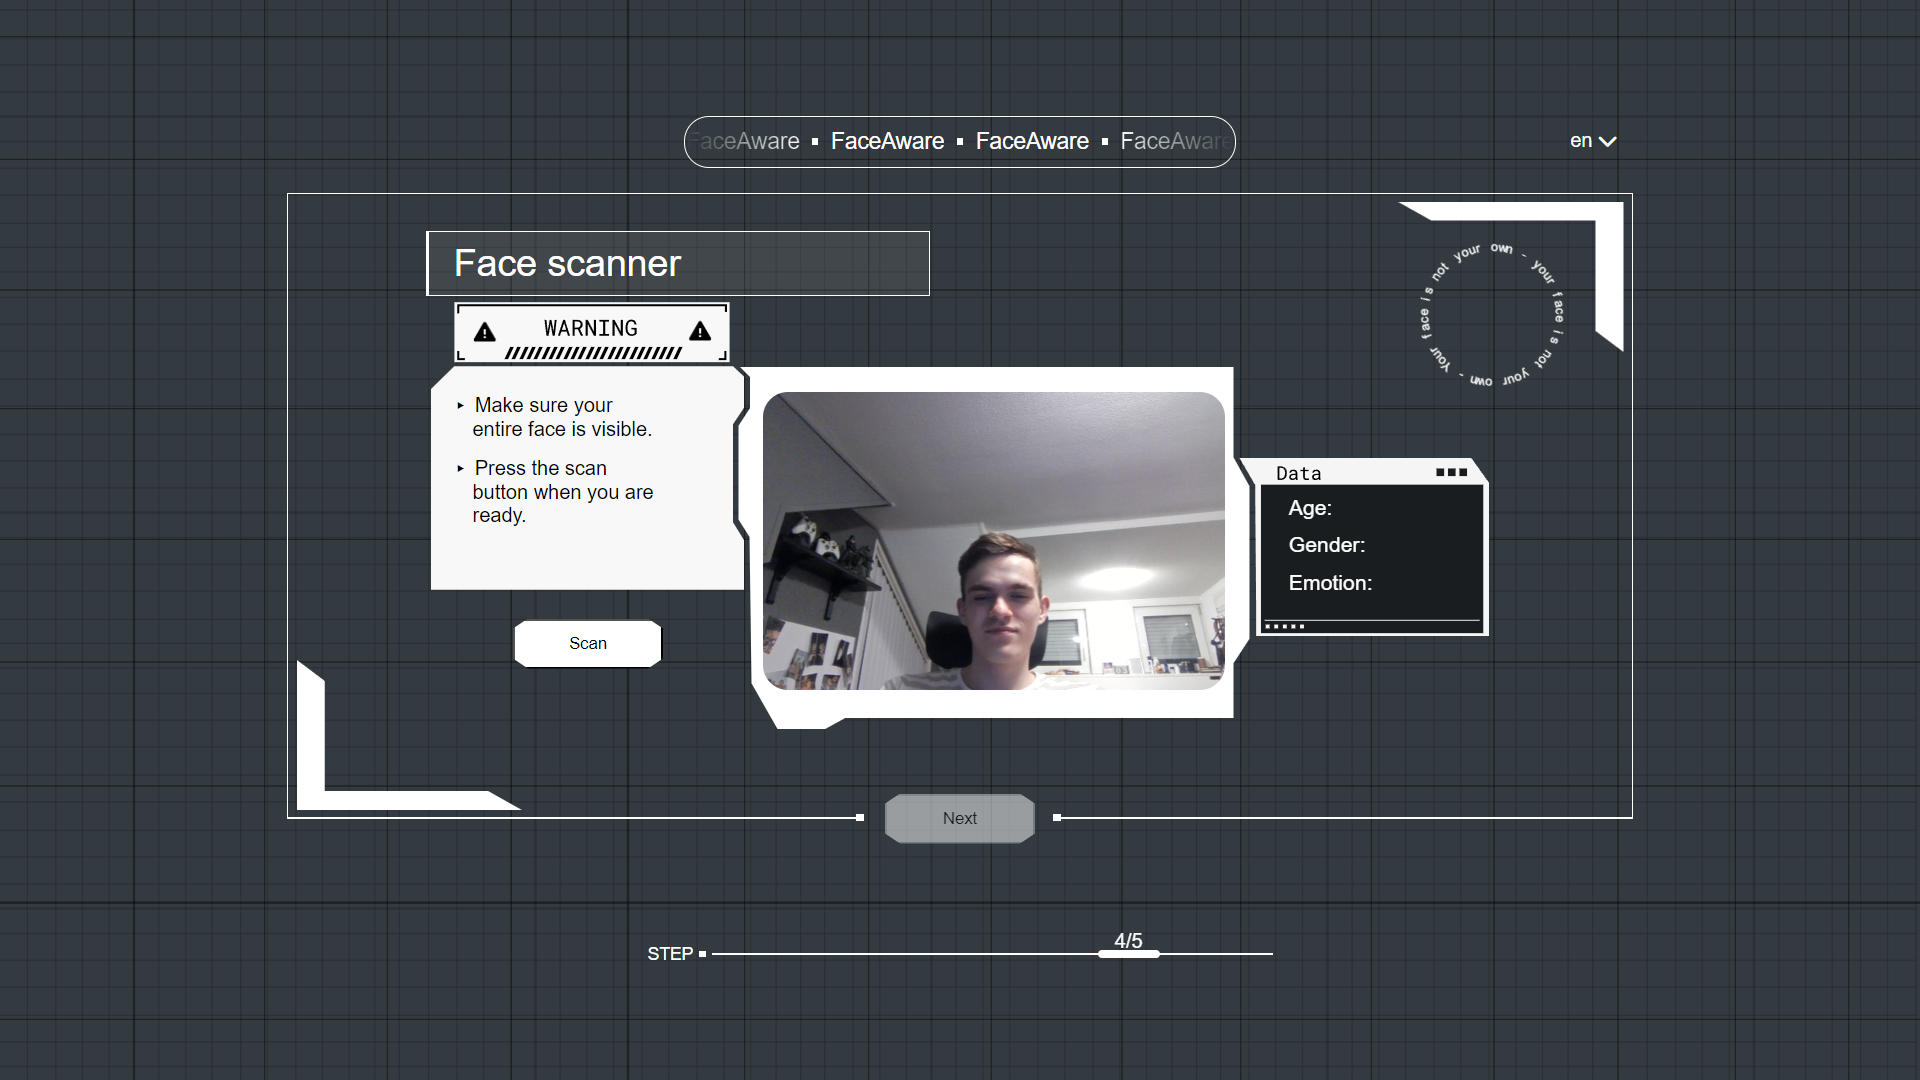 FaceAware ▪ FaceAware ▪ FaceAware ▪ FaceAware
en
Face scanner
your face is not your own - your face is not your own -
WARNING
▸ Make sure your
entire face is visible.
▸ Press the scan
button when you are
ready.
Scan
Data
Age:
Gender:
Emotion:
Next
STEP
4/5